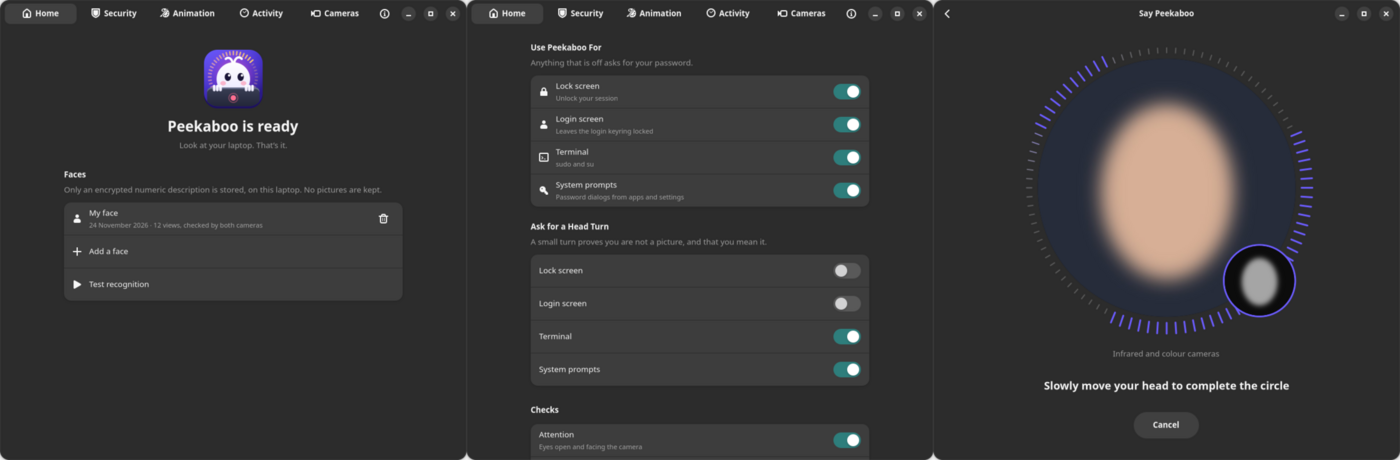 Home Security Animation Activity Cameras
Peekaboo is ready
Look at your laptop. That's it.
Faces
Only an encrypted numeric description is stored, on this laptop. No pictures are kept.
My face
24 November 2026 - 12 views, checked by both cameras
Add a face
Test recognition
Home Security Animation Activity Cameras
Use Peekaboo For
Anything that is off asks for your password.
Lock screen
Unlock your session
Login screen
Leaves the login keyring locked
Terminal
sudo and su
System prompts
Password dialogs from apps and settings
Ask for a Head Turn
A small turn proves you are not a picture, and that you mean it.
Lock screen
Login screen
Terminal
System prompts
Checks
Attention
Eyes open and facing the camera
Say Peekaboo
Infrared and colour cameras
Slowly move your head to complete the circle
Cancel